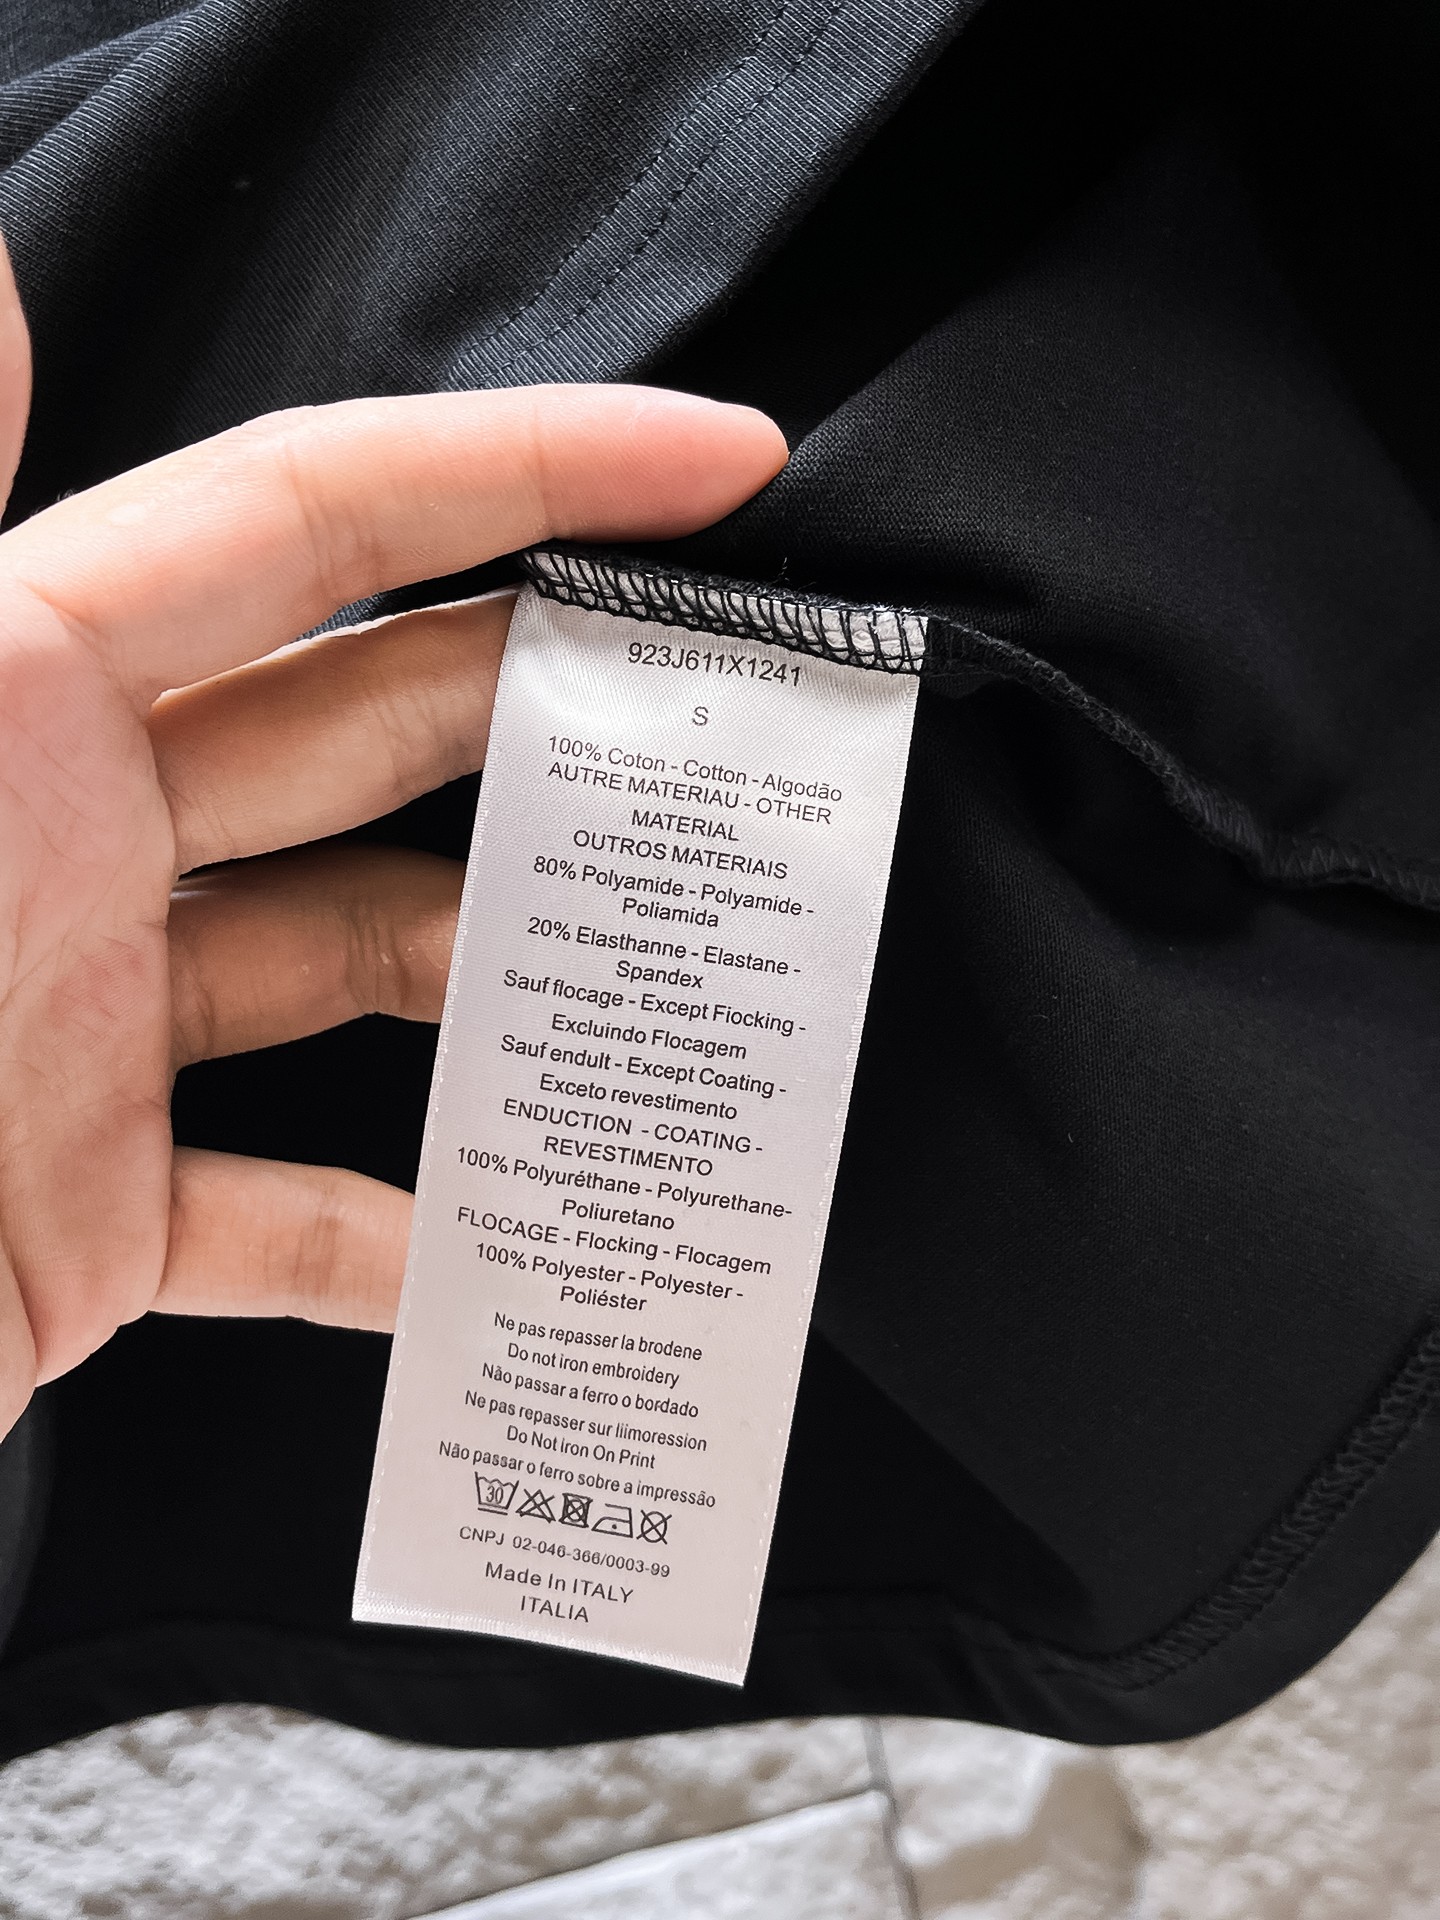 923J611X1241
S
100% Coton - Cotton - Algodão
AUTRE MATERIAU - OTHER
MATERIAL
OUTROS MATERIAIS
80% Polyamide - Polyamide -
Poliamida
20% Elasthanne - Elastane -
Spandex
Sauf flocage - Except Fiocking -
Excluindo Flocagem
Sauf endult - Except Coating -
Exceto revestimento
ENDUCTION - COATING -
REVESTIMENTO
100% Polyuréthane - Polyurethane-
Poliuretano
FLOCAGE - Flocking - Flocagem
100% Polyester - Polyester -
Poliéster
Ne pas repasser la brodene
Do not iron embroidery
Não passar a ferro o bordado
Ne pas repasser sur liimoression
Do Not iron On Print
Não passar o ferro sobre a impressão
30
CNPJ 02-046-366/0003-99
Made In ITALY
ITALIA